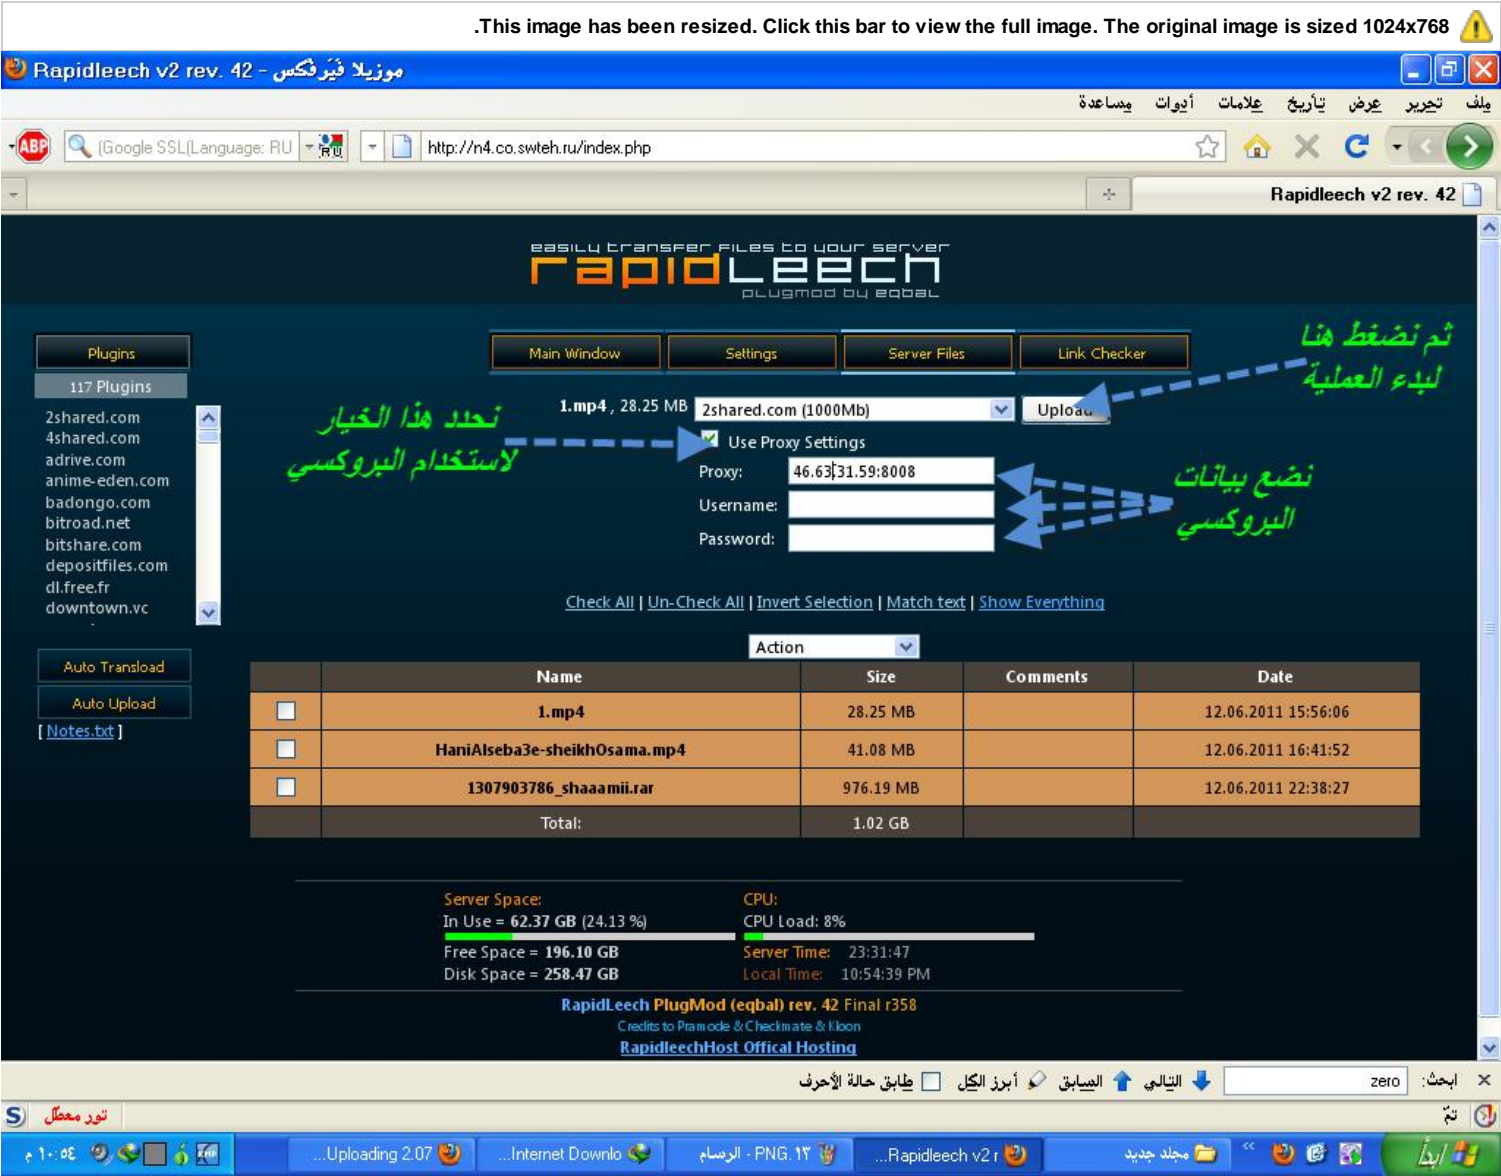 .This image has been resized. Click this bar to view the full image. The original image is sized 1024x768
Rapidleech v2 rev. 42 - موزيلا فَيَرفُكس
ملف تحرير عرض تأريخ علامات أدوات مساعدة
ABP (Google SSL(Language: RU RU http://n4.co.swteh.ru/index.php
Rapidleech v2 rev. 42
easily transfer files to your server
rapidleech
plugmod by eqbal
Plugins
Main Window Settings Server Files Link Checker
ثم نضغط هنا
لبدء العملية
117 Plugins
2shared.com
4shared.com
adrive.com
anime-eden.com
badongo.com
bitroad.net
bitshare.com
depositfiles.com
dl.free.fr
downtown.vc
1.mp4 , 28.25 MB 2shared.com (1000Mb) Upload
نحدد هذا الخيار
لاستخدام البروكسي
Use Proxy Settings
Proxy: 46.63.31.59:8008
Username:
Password:
نضع بيانات
البروكسي
Check All | Un-Check All | Invert Selection | Match text | Show Everything
Action
Auto Transload
Auto Upload
[ Notes.txt ]
Name Size Comments Date
1.mp4 28.25 MB 12.06.2011 15:56:06
HaniAlseba3e-sheikhOsama.mp4 41.08 MB 12.06.2011 16:41:52
1307903786_shaaamii.rar 976.19 MB 12.06.2011 22:38:27
Total: 1.02 GB
Server Space: CPU:
In Use = 62.37 GB (24.13 %) CPU Load: 8%
Free Space = 196.10 GB Server Time: 23:31:47
Disk Space = 258.47 GB Local Time: 10:54:39 PM
RapidLeech PlugMod (eqbal) rev. 42 Final r358
Credits to Pramode & Checkmate & Kloon
RapidleechHost Offical Hosting
ابحث: zero التالي السابق أبرز الكل طابق حالة الأحرف
تمّ
تور معطّل
ابدأ
مجلد جديد
Rapidleech v2 r...
PNG.١٣ - الرسام
Internet Downlo...
Uploading 2.07...
١٠:٥٤ م